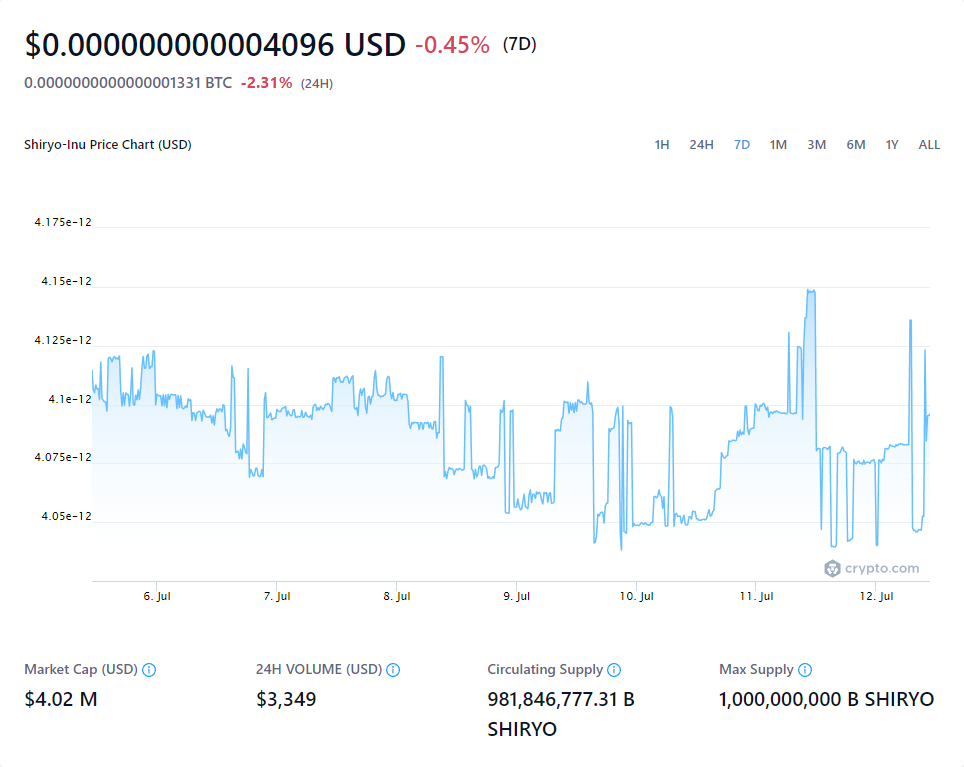 $0.000000000004096 USD -0.45% (7D)
0.0000000000000001331 BTC -2.31% (24H)
Shiryo-Inu Price Chart (USD)
1H 24H 7D 1M 3M 6M 1Y ALL
4.175e-12
4.15e-12
4.125e-12
4.1e-12
4.075e-12
4.05e-12
crypto.com
6. Jul 7. Jul 8. Jul 9. Jul 10. Jul 11. Jul 12. Jul
Market Cap (USD) 24H VOLUME (USD) Circulating Supply Max Supply
$4.02 M $3,349 981,846,777.31 B 1,000,000,000 B SHIRYO
SHIRYO